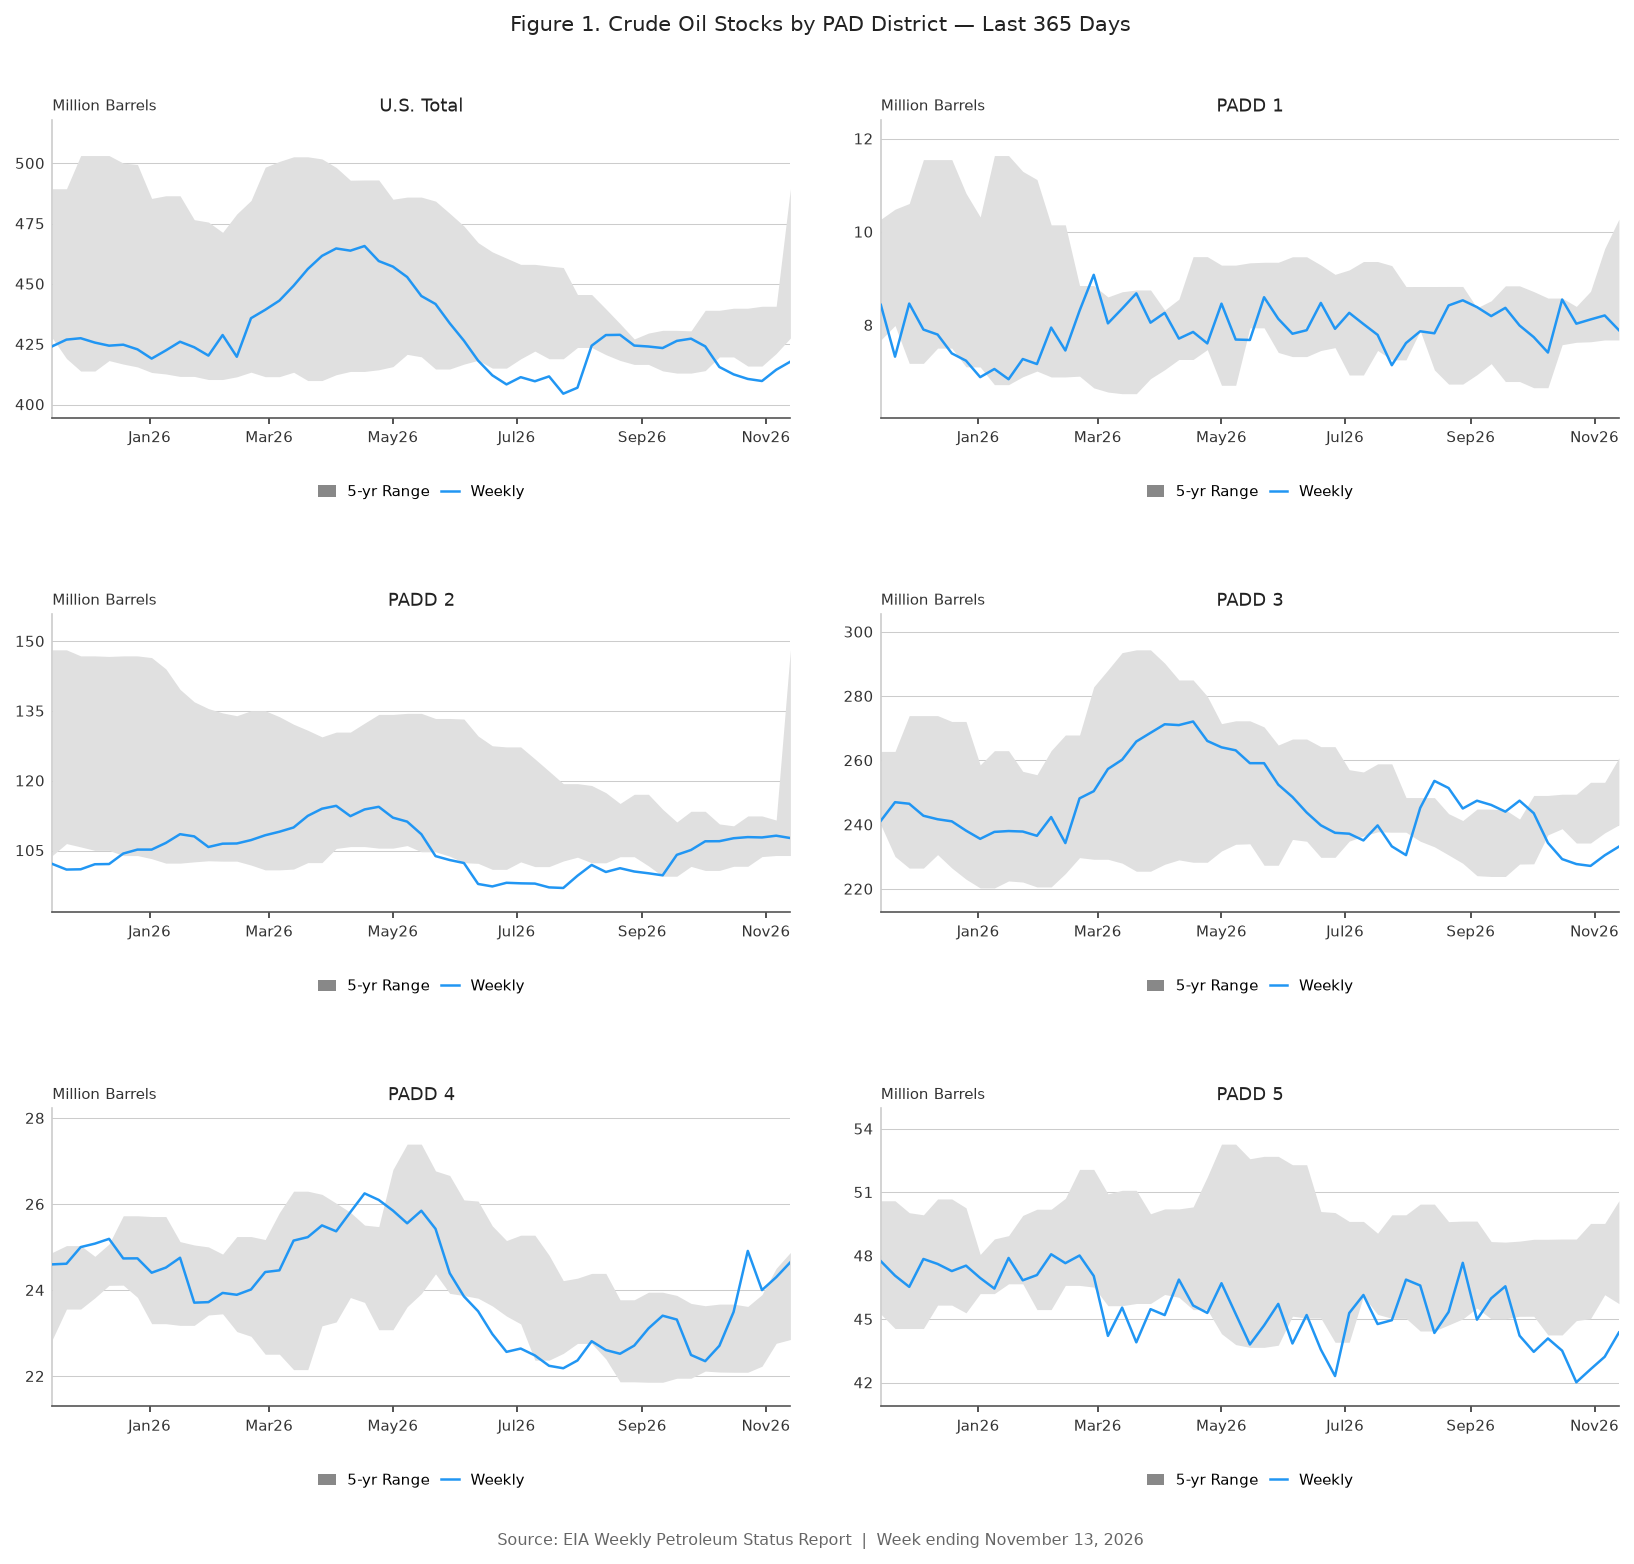 Figure 1. Crude Oil Stocks by PAD District — Last 365 Days
Million Barrels
U.S. Total
500
475
450
425
400
Jan26 Mar26 May26 Jul26 Sep26 Nov26
5-yr Range Weekly
Million Barrels
PADD 1
12
10
8
Jan26 Mar26 May26 Jul26 Sep26 Nov26
5-yr Range Weekly
Million Barrels
PADD 2
150
135
120
105
Jan26 Mar26 May26 Jul26 Sep26 Nov26
5-yr Range Weekly
Million Barrels
PADD 3
300
280
260
240
220
Jan26 Mar26 May26 Jul26 Sep26 Nov26
5-yr Range Weekly
Million Barrels
PADD 4
28
26
24
22
Jan26 Mar26 May26 Jul26 Sep26 Nov26
5-yr Range Weekly
Million Barrels
PADD 5
54
51
48
45
42
Jan26 Mar26 May26 Jul26 Sep26 Nov26
5-yr Range Weekly
Source: EIA Weekly Petroleum Status Report | Week ending November 13, 2026